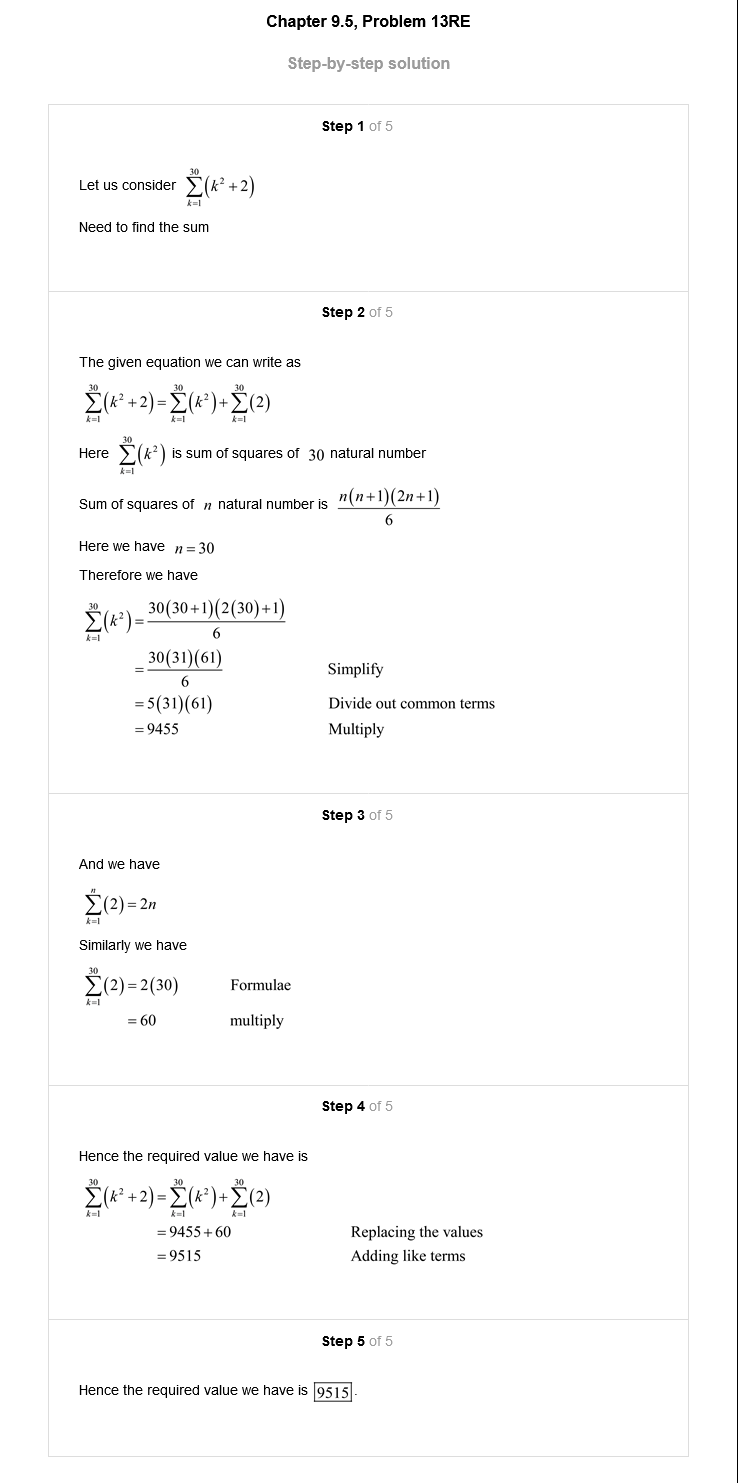 Chapter 9.5, Problem 13RE
Step-by-step solution
Step 1 of 5
Let us consider \sum_{k=1}^{30}(k^2+2)
Need to find the sum
Step 2 of 5
The given equation we can write as
\sum_{k=1}^{30}(k^2+2)=\sum_{k=1}^{30}(k^2)+\sum_{k=1}^{30}(2)
Here \sum_{k=1}^{30}(k^2) is sum of squares of 30 natural number
Sum of squares of n natural number is \frac{n(n+1)(2n+1)}{6}
Here we have n=30
Therefore we have
\sum_{k=1}^{30}(k^2)=\frac{30(30+1)(2(30)+1)}{6}
=\frac{30(31)(61)}{6} Simplify
=5(31)(61) Divide out common terms
=9455 Multiply
Step 3 of 5
And we have
\sum_{k=1}^{n}(2)=2n
Similarly we have
\sum_{k=1}^{30}(2)=2(30) Formulae
=60 multiply
Step 4 of 5
Hence the required value we have is
\sum_{k=1}^{30}(k^2+2)=\sum_{k=1}^{30}(k^2)+\sum_{k=1}^{30}(2)
=9455+60 Replacing the values
=9515 Adding like terms
Step 5 of 5
Hence the required value we have is 9515.